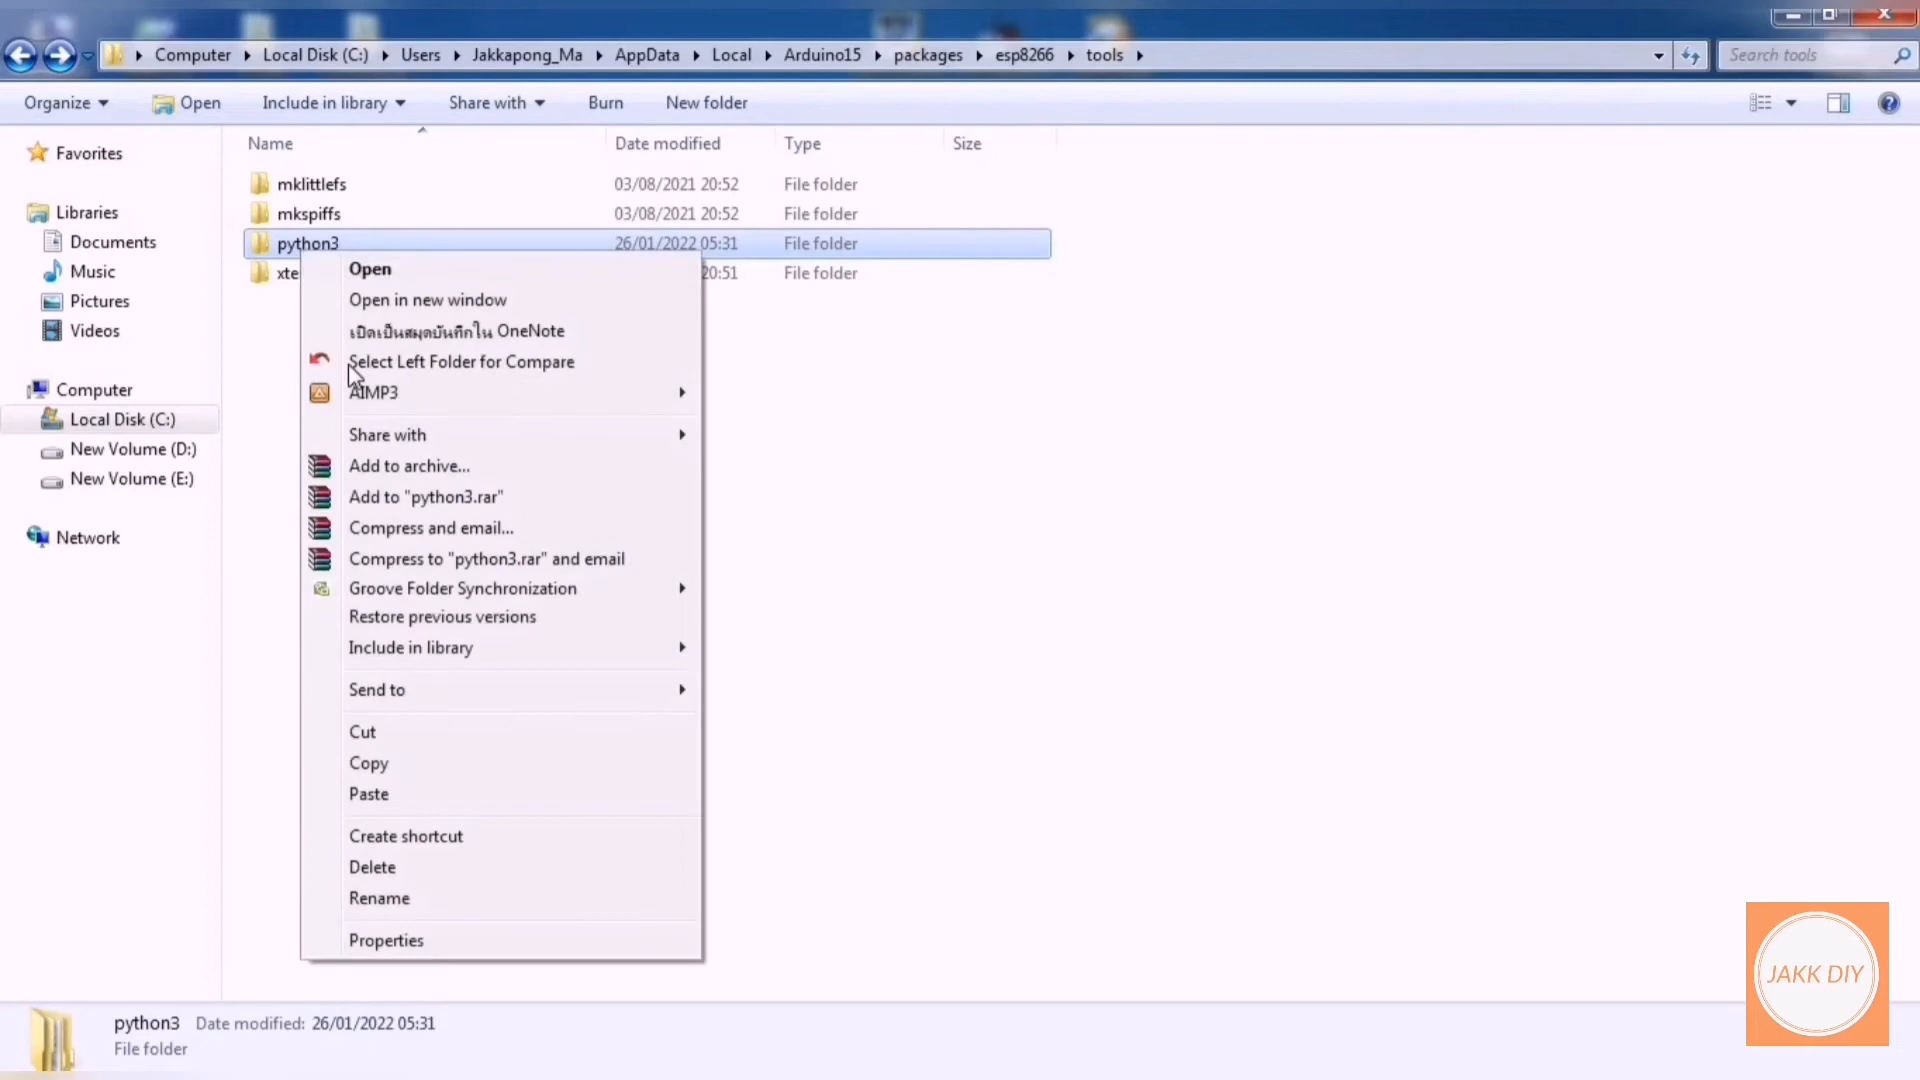 Computer Local Disk (C:) Users Jakkapong_Ma AppData Local Arduino15 packages esp8266 tools
Search tools
Organize Open Include in library Share with Burn New folder
Name Date modified Type Size
Favorites
Libraries
Documents
Music
Pictures
Videos
Computer
Local Disk (C:)
New Volume (D:)
New Volume (E:)
Network
mklittlefs 03/08/2021 20:52 File folder
mkspiffs 03/08/2021 20:52 File folder
python3 26/01/2022 05:31 File folder
xte 20:51 File folder
Open
Open in new window
เปิดเป็นสมุดบันทึกใน OneNote
Select Left Folder for Compare
AIMP3
Share with
Add to archive...
Add to "python3.rar"
Compress and email...
Compress to "python3.rar" and email
Groove Folder Synchronization
Restore previous versions
Include in library
Send to
Cut
Copy
Paste
Create shortcut
Delete
Rename
Properties
python3 Date modified: 26/01/2022 05:31
File folder
JAKK DIY